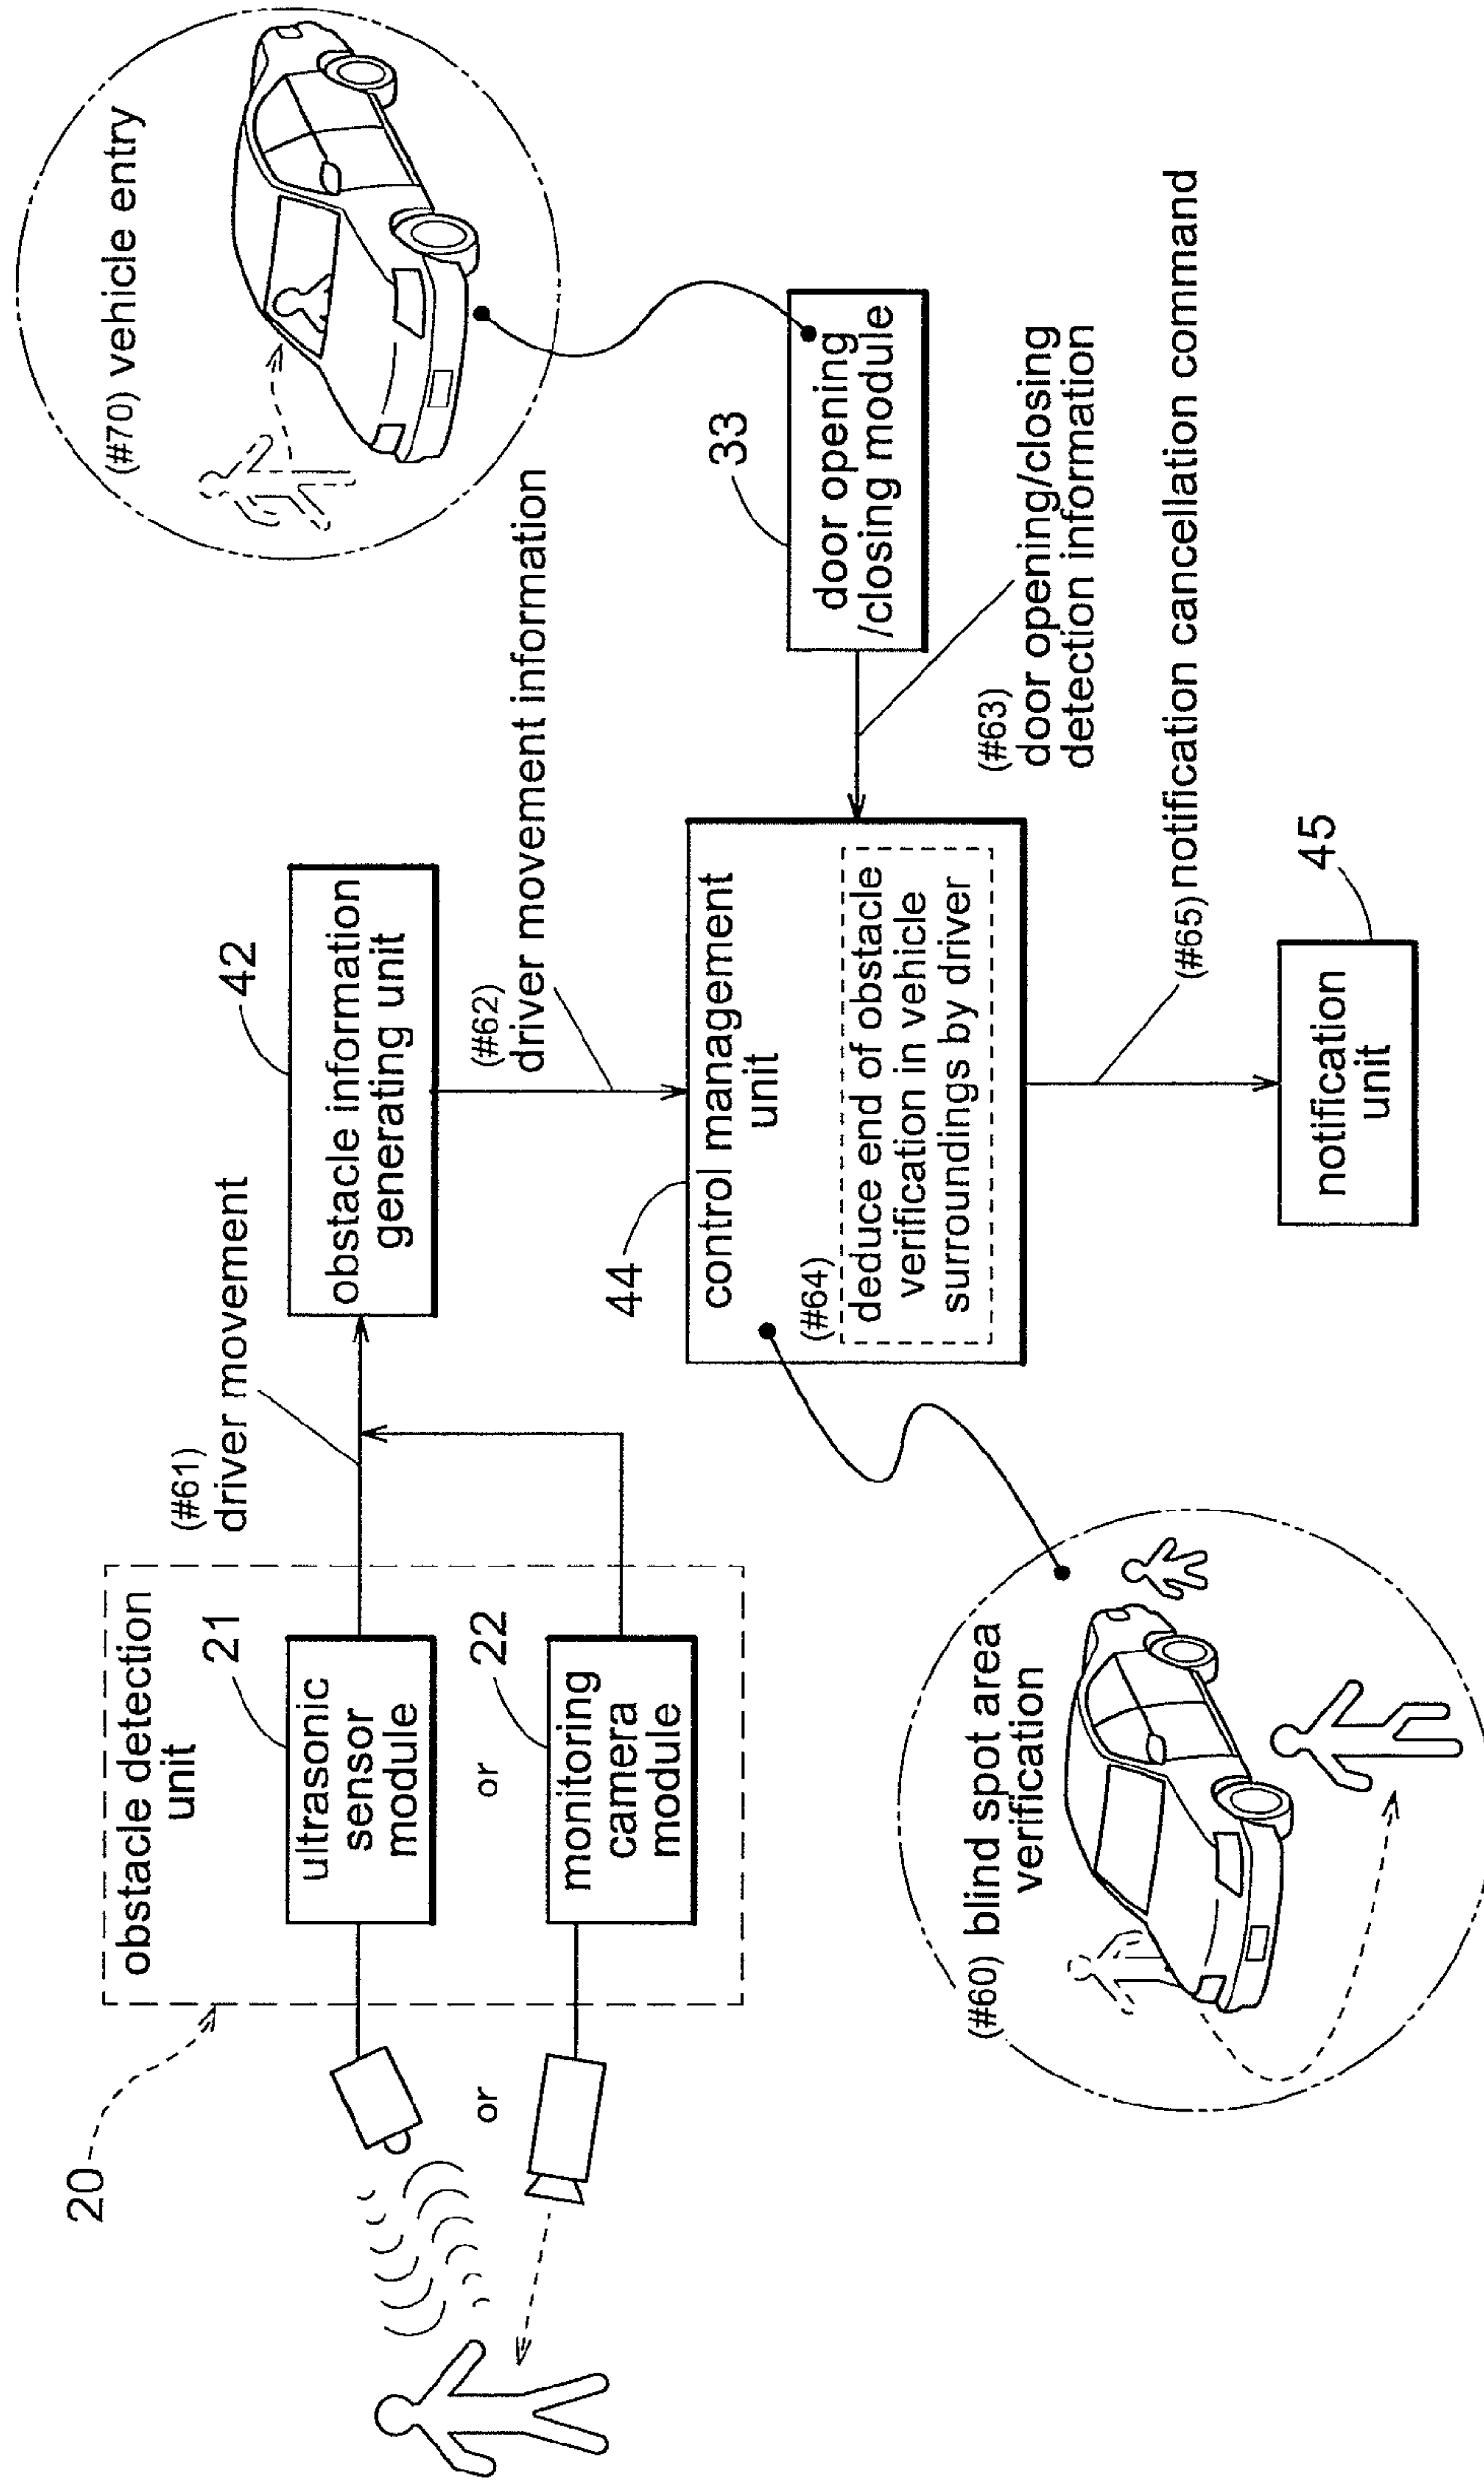 20
obstacle detection
unit
21
ultrasonic
sensor
module
or
or
22
monitoring
camera
module
(#61)
driver movement
42
obstacle information
generating unit
(#62)
driver movement information
(#70) vehicle entry
44
control management
unit
(#64)
deduce end of obstacle
verification in vehicle
surroundings by driver
33
door opening
/closing module
(#63)
door opening/closing
detection information
(#60) blind spot area
verification
(#65) notification cancellation command
45
notification
unit